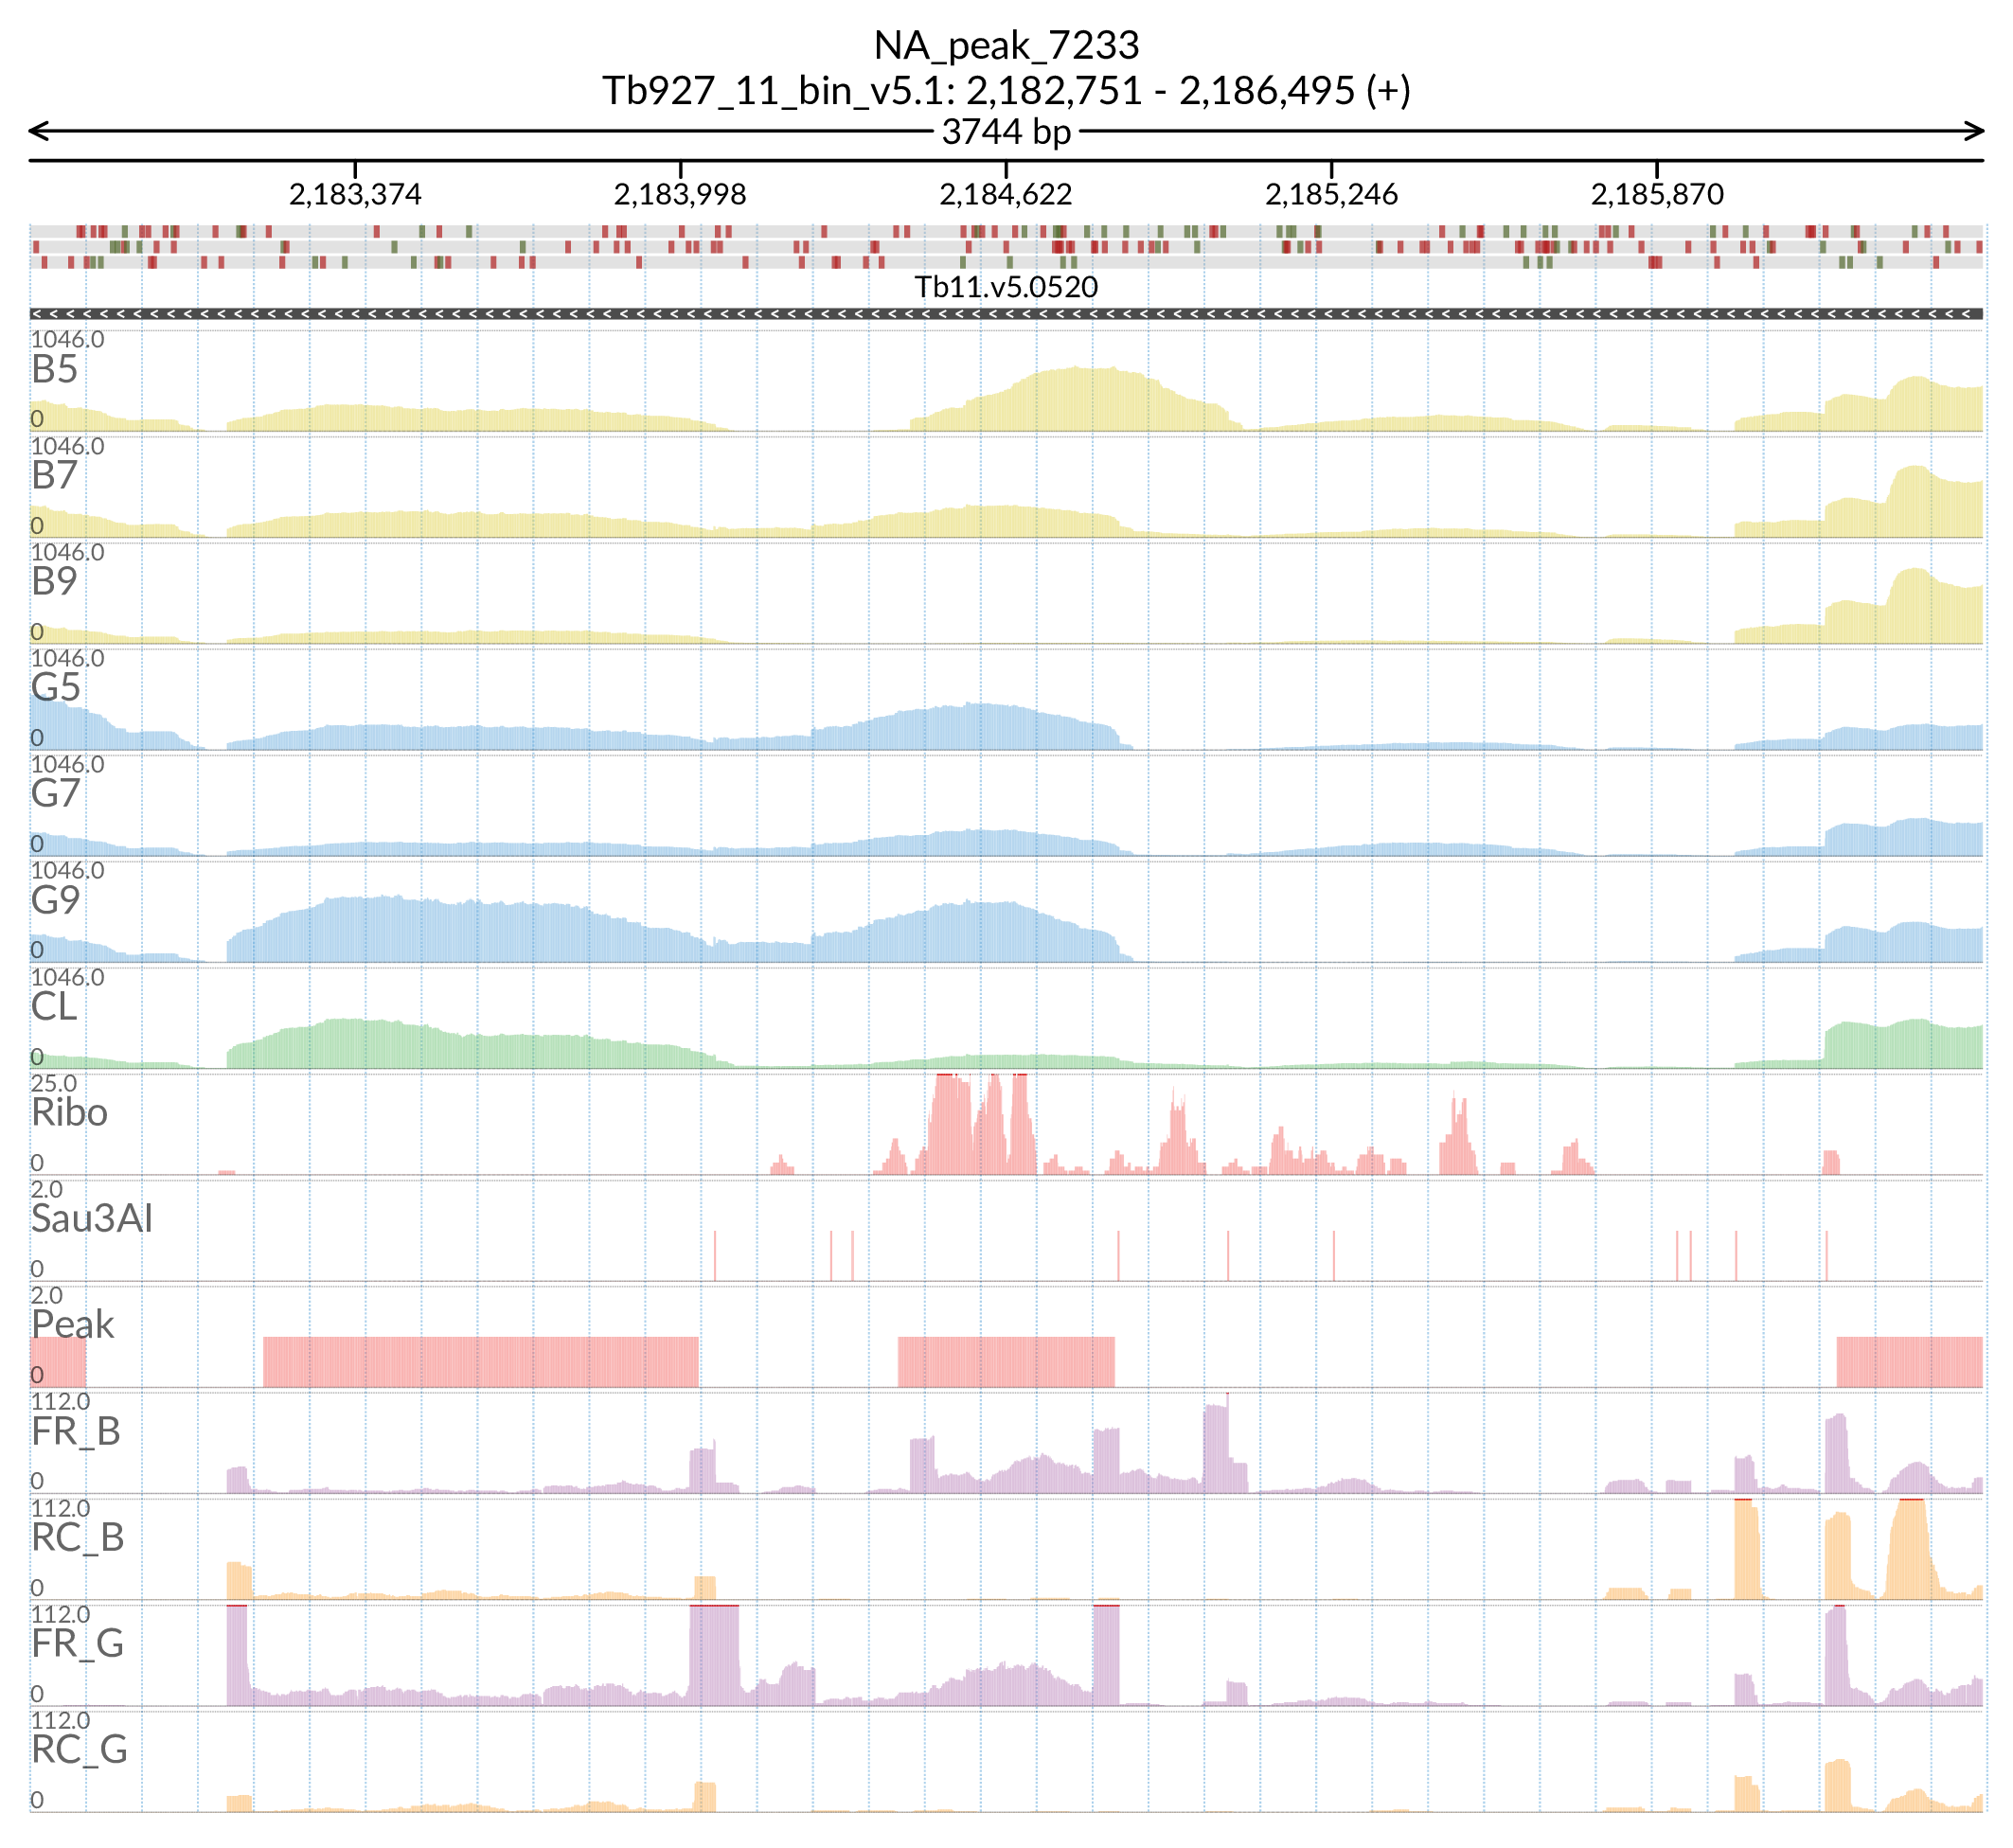 NA_peak_7233
Tb927_11_bin_v5.1: 2,182,751 - 2,186,495 (+)
3744 bp
2,183,374 2,183,998 2,184,622 2,185,246 2,185,870
Tb11.v5.0520
1046.0
B5
0
1046.0
B7
0
1046.0
B9
0
1046.0
G5
0
1046.0
G7
0
1046.0
G9
0
1046.0
CL
0
25.0
Ribo
0
2.0
Sau3AI
0
2.0
Peak
0
112.0
FR_B
0
112.0
RC_B
0
112.0
FR_G
0
112.0
RC_G
0